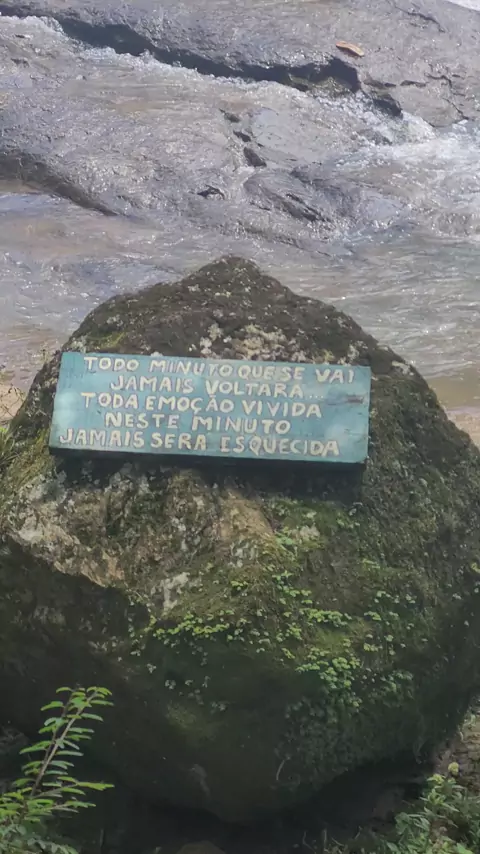 TODO MINUTO QUE SE VAI
JAMAIS VOLTARA...
TODA EMOÇÃO VIVIDA
NESTE MINUTO
JAMAIS SERA ESQUECIDA